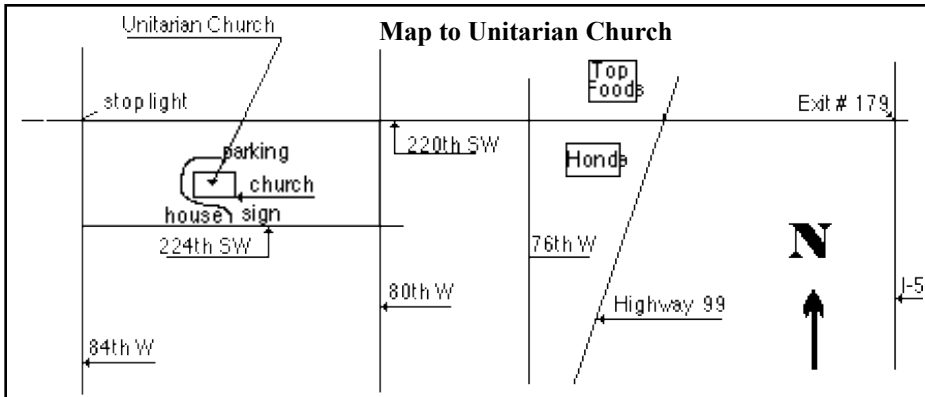 Map to Unitarian Church
Unitarian Church
Top
Foods
stop light
Exit # 179
220th SW
parking
Honda
church
house
sign
224th SW
76th W
80th W
I-5
Highway 99
84th W
N